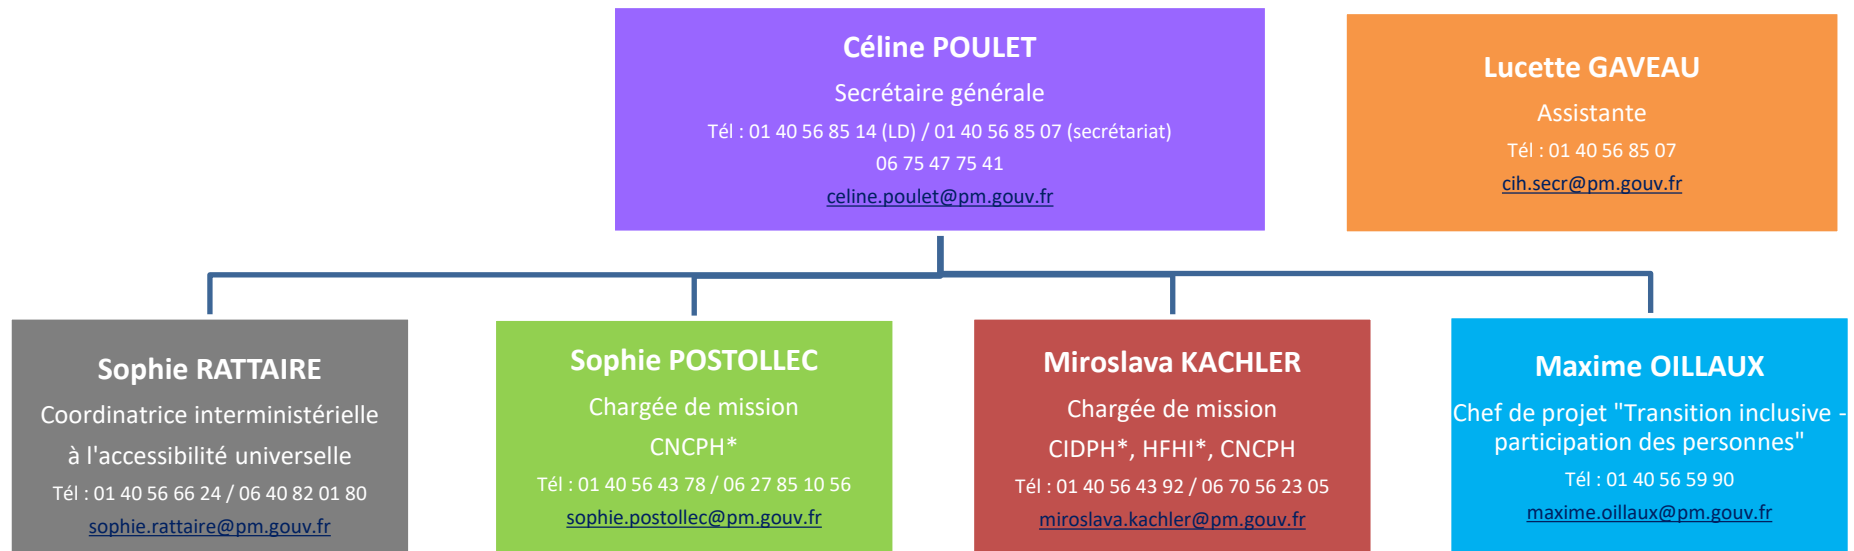 Céline POULET
Secrétaire générale
Tél : 01 40 56 85 14 (LD) / 01 40 56 85 07 (secrétariat)
06 75 47 75 41
celine.poulet@pm.gouv.fr
Lucette GAVEAU
Assistante
Tél : 01 40 56 85 07
cih.secr@pm.gouv.fr
Sophie RATTAIRE
Coordinatrice interministérielle
à l'accessibilité universelle
Tél : 01 40 56 66 24 / 06 40 82 01 80
sophie.rattaire@pm.gouv.fr
Sophie POSTOLLEC
Chargée de mission
CNCPH*
Tél : 01 40 56 43 78 / 06 27 85 10 56
sophie.postollec@pm.gouv.fr
Miroslava KACHLER
Chargée de mission
CIDPH*, HFHI*, CNCPH
Tél : 01 40 56 43 92 / 06 70 56 23 05
miroslava.kachler@pm.gouv.fr
Maxime OILLAUX
Chef de projet "Transition inclusive -
participation des personnes"
Tél : 01 40 56 59 90
maxime.oillaux@pm.gouv.fr